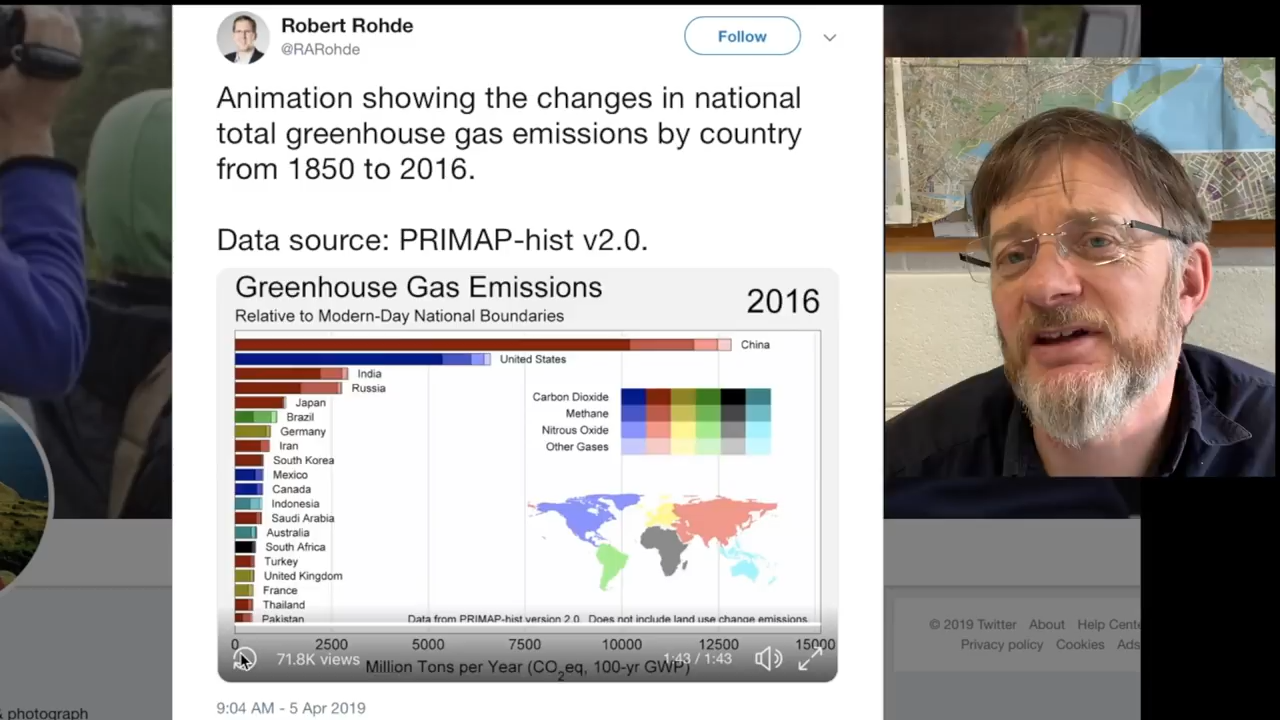 Robert Rohde
@RARohde
Follow
Animation showing the changes in national
total greenhouse gas emissions by country
from 1850 to 2016.
Data source: PRIMAP-hist v2.0.
Greenhouse Gas Emissions
Relative to Modern-Day National Boundaries
2016
China
United States
India
Russia
Japan
Brazil
Germany
Iran
South Korea
Mexico
Canada
Indonesia
Saudi Arabia
Australia
South Africa
Turkey
United Kingdom
France
Thailand
Pakistan
Carbon Dioxide
Methane
Nitrous Oxide
Other Gases
Data from PRIMAP-hist version 2.0. Does not include land use change emissions.
0 2500 5000 7500 10000 12500 15000
71.8K views
1:43 / 1:43
Million Tons per Year (CO2eq, 100-yr GWP)
9:04 AM - 5 Apr 2019
© 2019 Twitter About Help Cente
Privacy policy Cookies Ads
& photograph